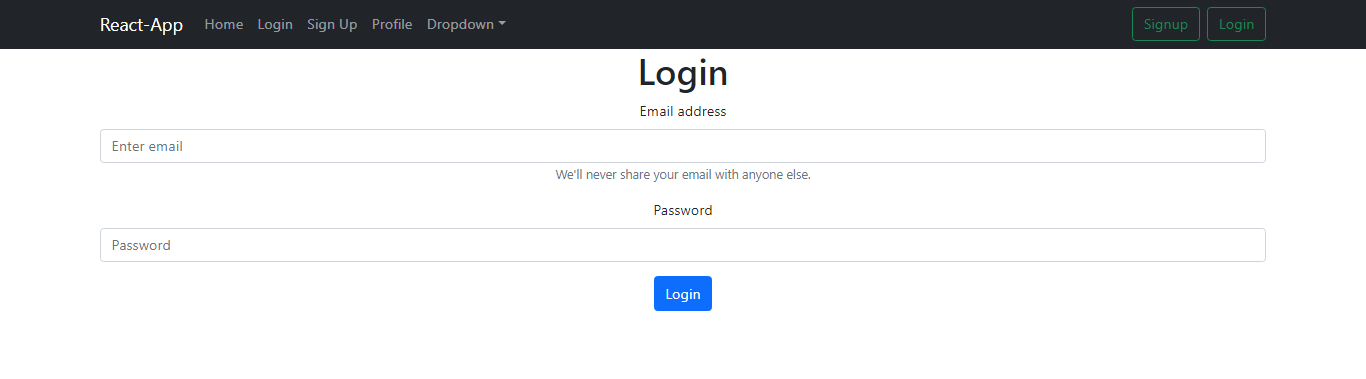 React-App Home Login Sign Up Profile Dropdown Signup Login
Login
Email address
Enter email
We'll never share your email with anyone else.
Password
Password
Login